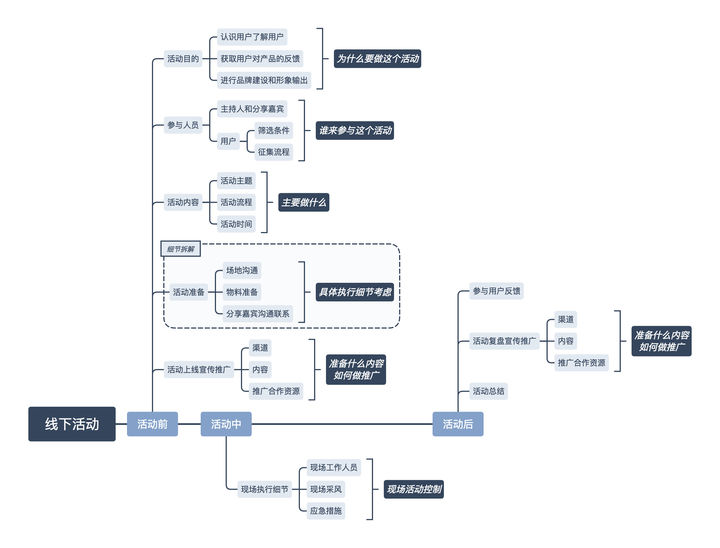 认识用户了解用户
活动目的
获取用户对产品的反馈
为什么要做这个活动
进行品牌建设和形象输出
主持人和分享嘉宾
参与人员
筛选条件
谁来参与这个活动
用户
征集流程
活动主题
活动内容
活动流程
主要做什么
活动时间
细节拆解
场地沟通
活动准备
物料准备
具体执行细节考虑
分享嘉宾沟通联系
渠道
活动上线宣传推广
内容
准备什么内容
如何做推广
推广合作资源
参与用户反馈
渠道
活动复盘宣传推广
内容
准备什么内容
如何做推广
推广合作资源
活动总结
线下活动
活动前
活动中
活动后
现场工作人员
现场执行细节
现场采风
现场活动控制
应急措施